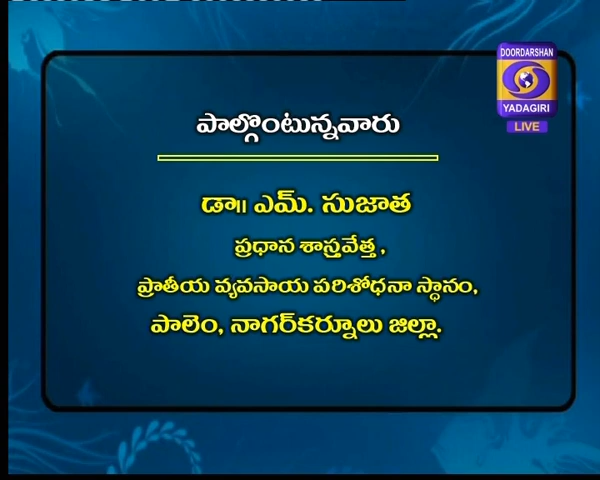 DOORDARSHAN
YADAGIRI
LIVE
పాల్గొంటున్నవారు
డా॥ ఎమ్. సుజాత
ప్రధాన శాస్త్రవేత్త ,
ప్రాతీయ వ్యవసాయ పరిశోధనా స్థానం,
పాలెం, నాగర్‌కర్నూలు జిల్లా.